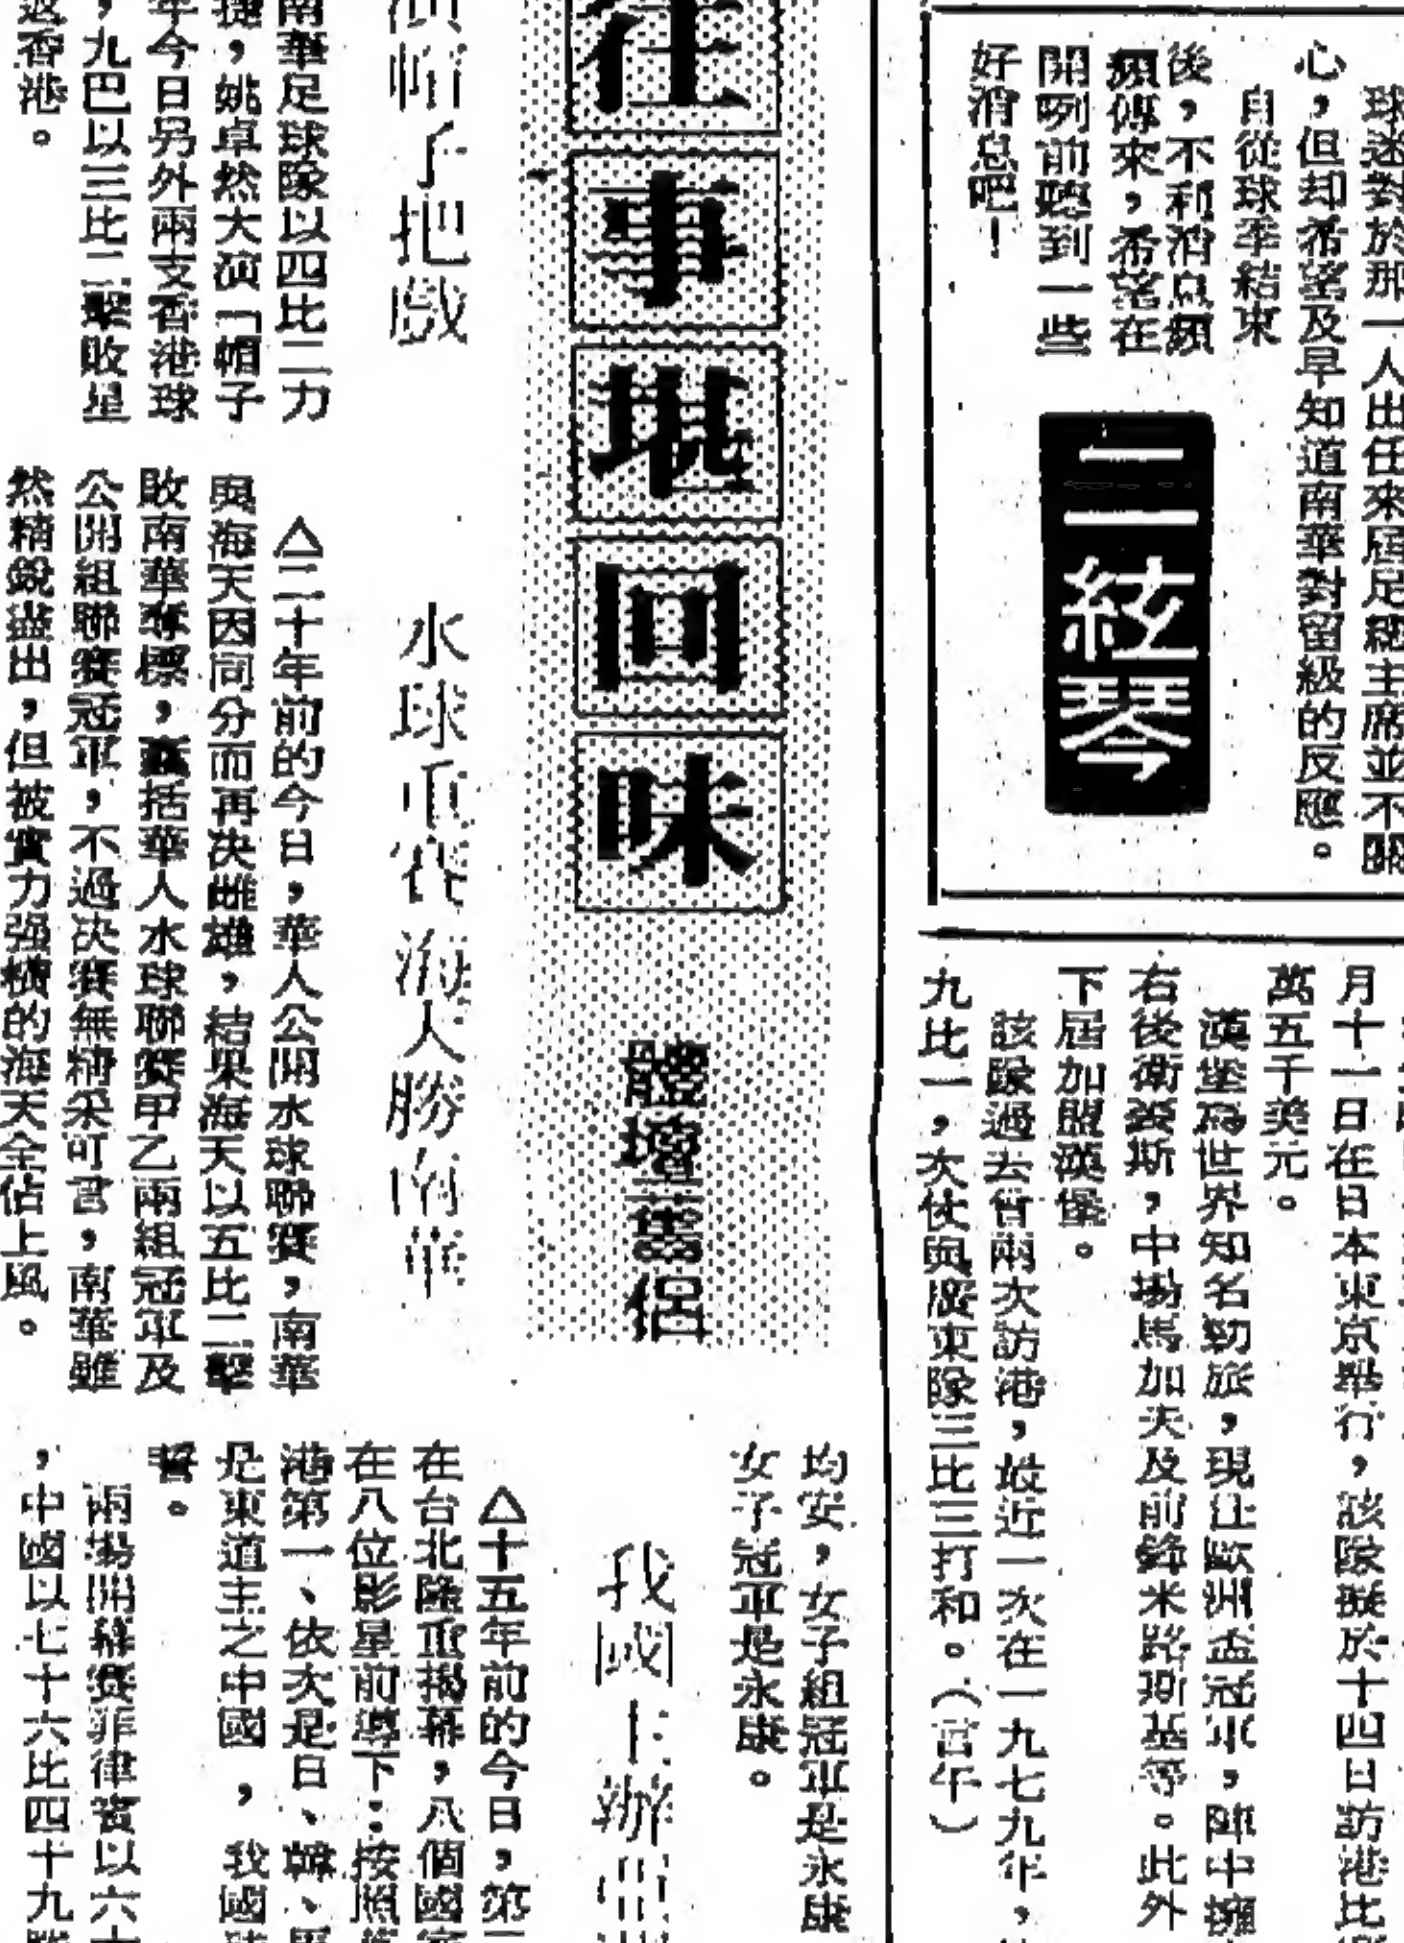 球迷對於那一人出任來屆足總主席並不關
心，但却希望及早知道南華對留級的反應。
自從球季結束
後，不利消息頻
頻傳來，希望在
開咧前聽到一些
好消息吧！
二絃琴
月十一日在日本東京舉行，該隊擬於十四日訪港比
萬五千美元。
漢堡為世界知名勁旅，現任歐洲盃冠軍，陣中擁
右後衛斯，中場馬加夫及前鋒米路斯基等。此外
下屆加盟漢堡。
該隊過去曾兩次訪港，最近一次在一九七九年，
九比一，次仗與廣東隊三比三打和。（官午）
往事堪回味
體壇舊侶
演帽子把戲
南華足球隊以四比二力
捷，姚卓然大演「帽子
年今日另外兩支香港球
，九巴以三比二擊敗星
返香港。
水球重賽海天勝南華
△二十年前的今日，華人公開水球聯賽，南華
與海天因同分而再決雌雄，結果海天以五比二擊
敗南華奪標，囊括華人水球聯賽甲乙兩組冠軍及
公開組聯賽冠軍，不過決賽無精采可言，南華雖
然精銳盡出，但被實力强橫的海天全佔上風。
均安，女子組冠軍是永康
女子冠軍是永康。
我國主辦
△十五年前的今日，第
在台北隆重揭幕，八個國家
在八位影星前導下：按照
港第一、依次是日、韓、馬
是東道主之中國，我國
誓。
兩場開幕賽菲律賓以六十
，中國以七十六比四十九